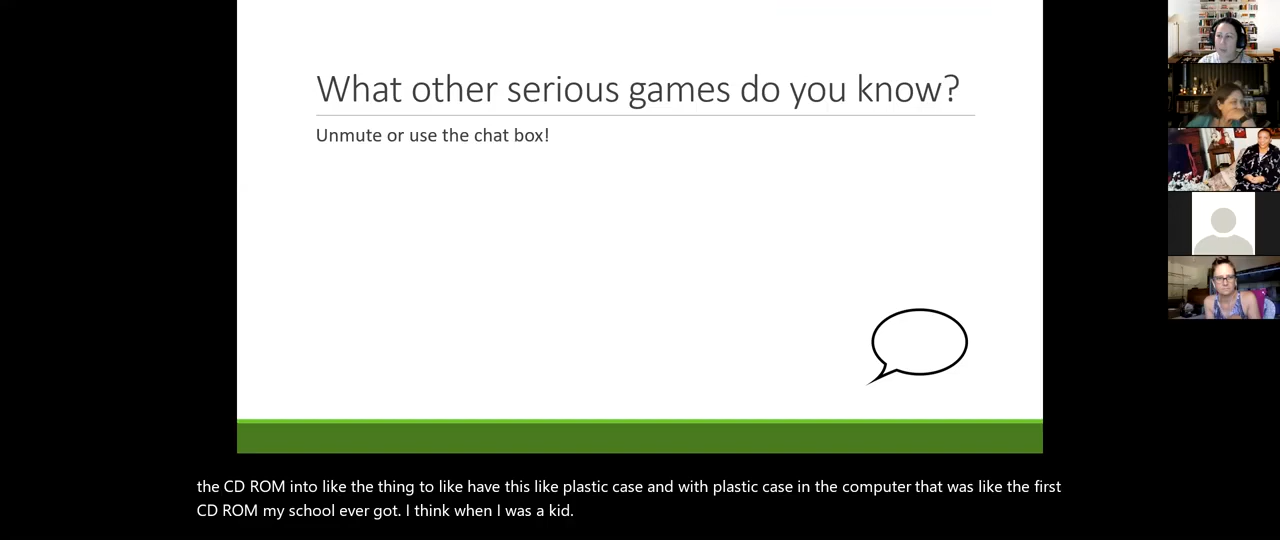 What other serious games do you know?
Unmute or use the chat box!
the CD ROM into like the thing to like have this like plastic case and with plastic case in the computer that was like the first
CD ROM my school ever got. I think when I was a kid.